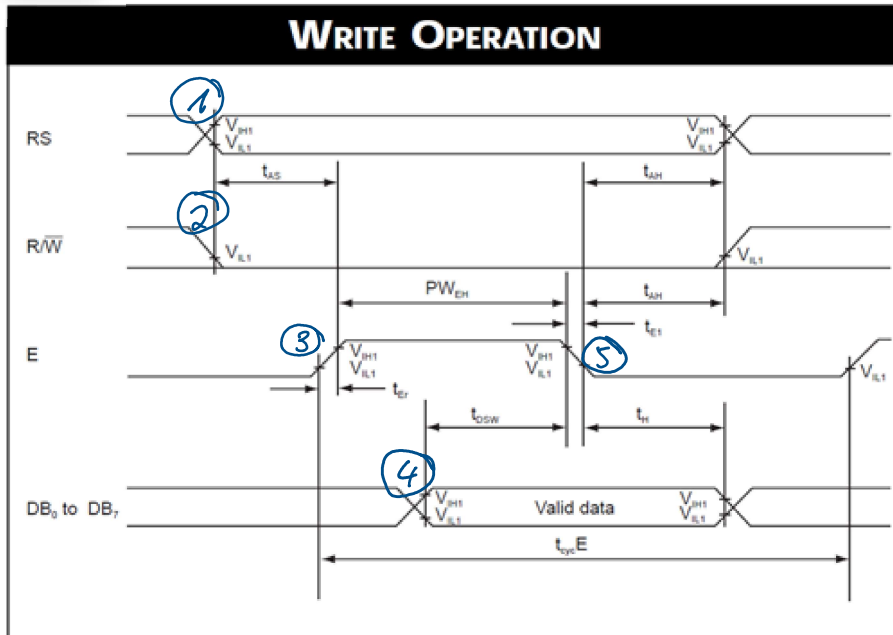 WRITE OPERATION
1
RS
VIH1
VIL1
VIH1
VIL1
tAS
tAH
2
R/W̅
VIL1
VIL1
PWEH
tAH
tE1
3
E
VIH1
VIL1
VIH1
VIL1
5
VIL1
tEr
tDSW
tH
4
DB0 to DB7
VIH1
VIL1
Valid data
VIH1
VIL1
tcycE